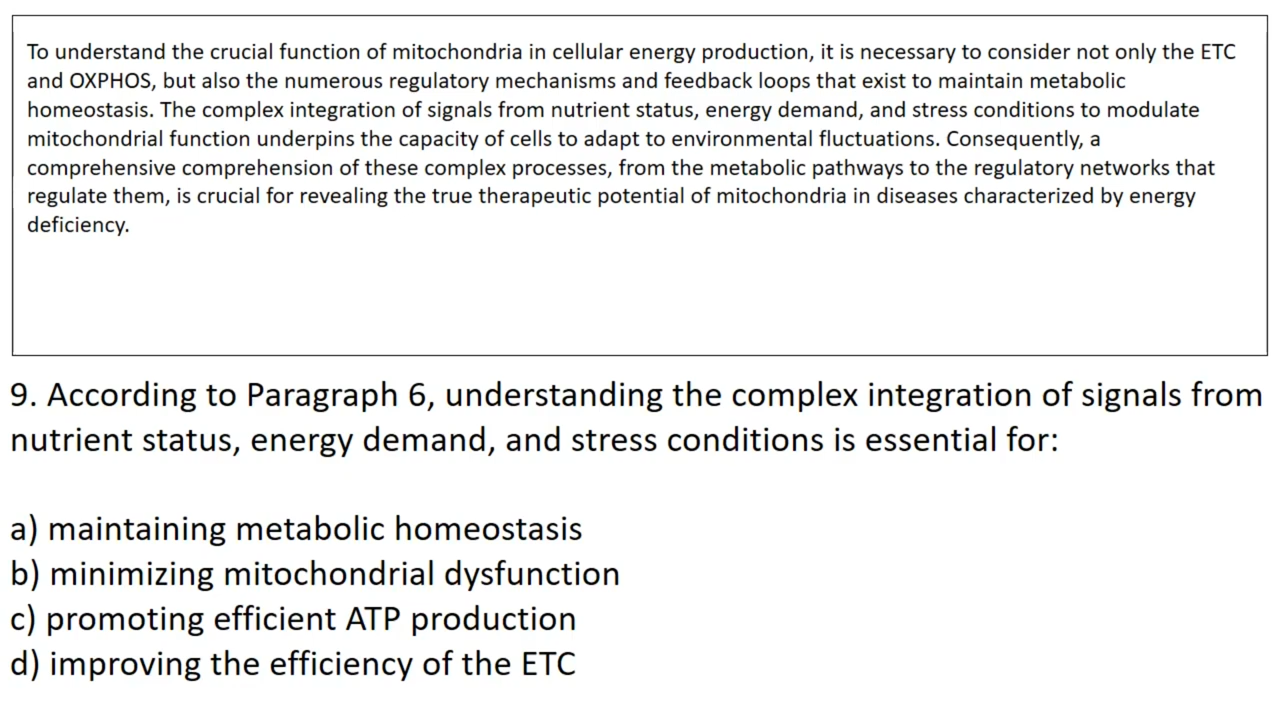 To understand the crucial function of mitochondria in cellular energy production, it is necessary to consider not only the ETC
and OXPHOS, but also the numerous regulatory mechanisms and feedback loops that exist to maintain metabolic
homeostasis. The complex integration of signals from nutrient status, energy demand, and stress conditions to modulate
mitochondrial function underpins the capacity of cells to adapt to environmental fluctuations. Consequently, a
comprehensive comprehension of these complex processes, from the metabolic pathways to the regulatory networks that
regulate them, is crucial for revealing the true therapeutic potential of mitochondria in diseases characterized by energy
deficiency.
9. According to Paragraph 6, understanding the complex integration of signals from
nutrient status, energy demand, and stress conditions is essential for:
a) maintaining metabolic homeostasis
b) minimizing mitochondrial dysfunction
c) promoting efficient ATP production
d) improving the efficiency of the ETC